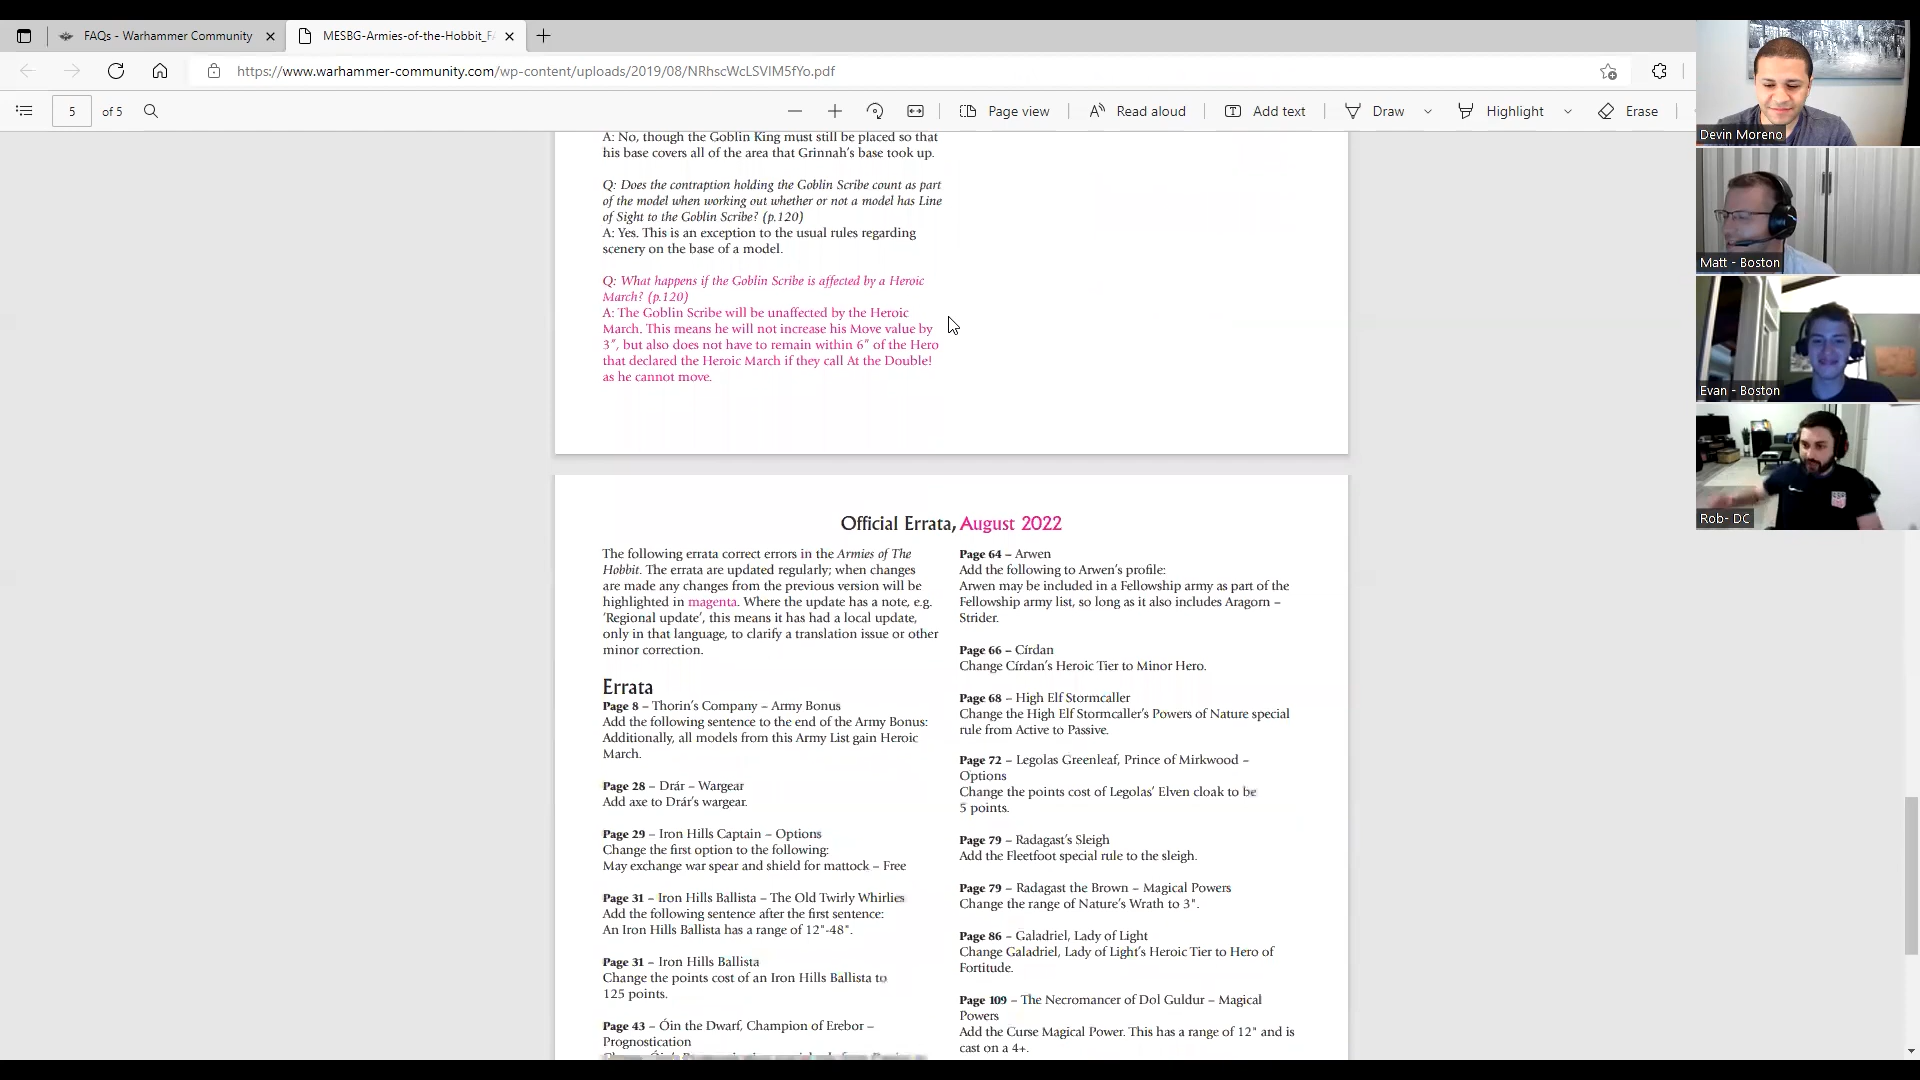 FAQs - Warhammer Community
MESBG-Armies-of-the-Hobbit_FA
https://www.warhammer-community.com/wp-content/uploads/2019/08/NRhscWcLSVIM5fYo.pdf
5 of 5
Page view
Read aloud
Add text
Draw
Highlight
Erase
A: No, though the Goblin King must still be placed so that
his base covers all of the area that Grinnah's base took up.
Q: Does the contraption holding the Goblin Scribe count as part
of the model when working out whether or not a model has Line
of Sight to the Goblin Scribe? (p.120)
A: Yes. This is an exception to the usual rules regarding
scenery on the base of a model.
Q: What happens if the Goblin Scribe is affected by a Heroic
March? (p.120)
A: The Goblin Scribe will be unaffected by the Heroic
March. This means he will not increase his Move value by
3", but also does not have to remain within 6" of the Hero
that declared the Heroic March if they call At the Double!
as he cannot move.
Official Errata, August 2022
The following errata correct errors in the Armies of The
Hobbit. The errata are updated regularly; when changes
are made any changes from the previous version will be
highlighted in magenta. Where the update has a note, e.g.
'Regional update', this means it has had a local update,
only in that language, to clarify a translation issue or other
minor correction.
Errata
Page 8 – Thorin's Company – Army Bonus
Add the following sentence to the end of the Army Bonus:
Additionally, all models from this Army List gain Heroic
March.
Page 28 – Drár – Wargear
Add axe to Drár's wargear.
Page 29 – Iron Hills Captain – Options
Change the first option to the following:
May exchange war spear and shield for mattock – Free
Page 31 – Iron Hills Ballista – The Old Twirly Whirlies
Add the following sentence after the first sentence:
An Iron Hills Ballista has a range of 12"-48".
Page 31 – Iron Hills Ballista
Change the points cost of an Iron Hills Ballista to
125 points.
Page 43 – Óin the Dwarf, Champion of Erebor –
Prognostication
Page 64 – Arwen
Add the following to Arwen's profile:
Arwen may be included in a Fellowship army as part of the
Fellowship army list, so long as it also includes Aragorn –
Strider.
Page 66 – Círdan
Change Círdan's Heroic Tier to Minor Hero.
Page 68 – High Elf Stormcaller
Change the High Elf Stormcaller's Powers of Nature special
rule from Active to Passive.
Page 72 – Legolas Greenleaf, Prince of Mirkwood –
Options
Change the points cost of Legolas' Elven cloak to be
5 points.
Page 79 – Radagast's Sleigh
Add the Fleetfoot special rule to the sleigh.
Page 79 – Radagast the Brown – Magical Powers
Change the range of Nature's Wrath to 3".
Page 86 – Galadriel, Lady of Light
Change Galadriel, Lady of Light's Heroic Tier to Hero of
Fortitude.
Page 109 – The Necromancer of Dol Guldur – Magical
Powers
Add the Curse Magical Power. This has a range of 12" and is
cast on a 4+.
Devin Moreno
Matt - Boston
Evan - Boston
Rob- DC